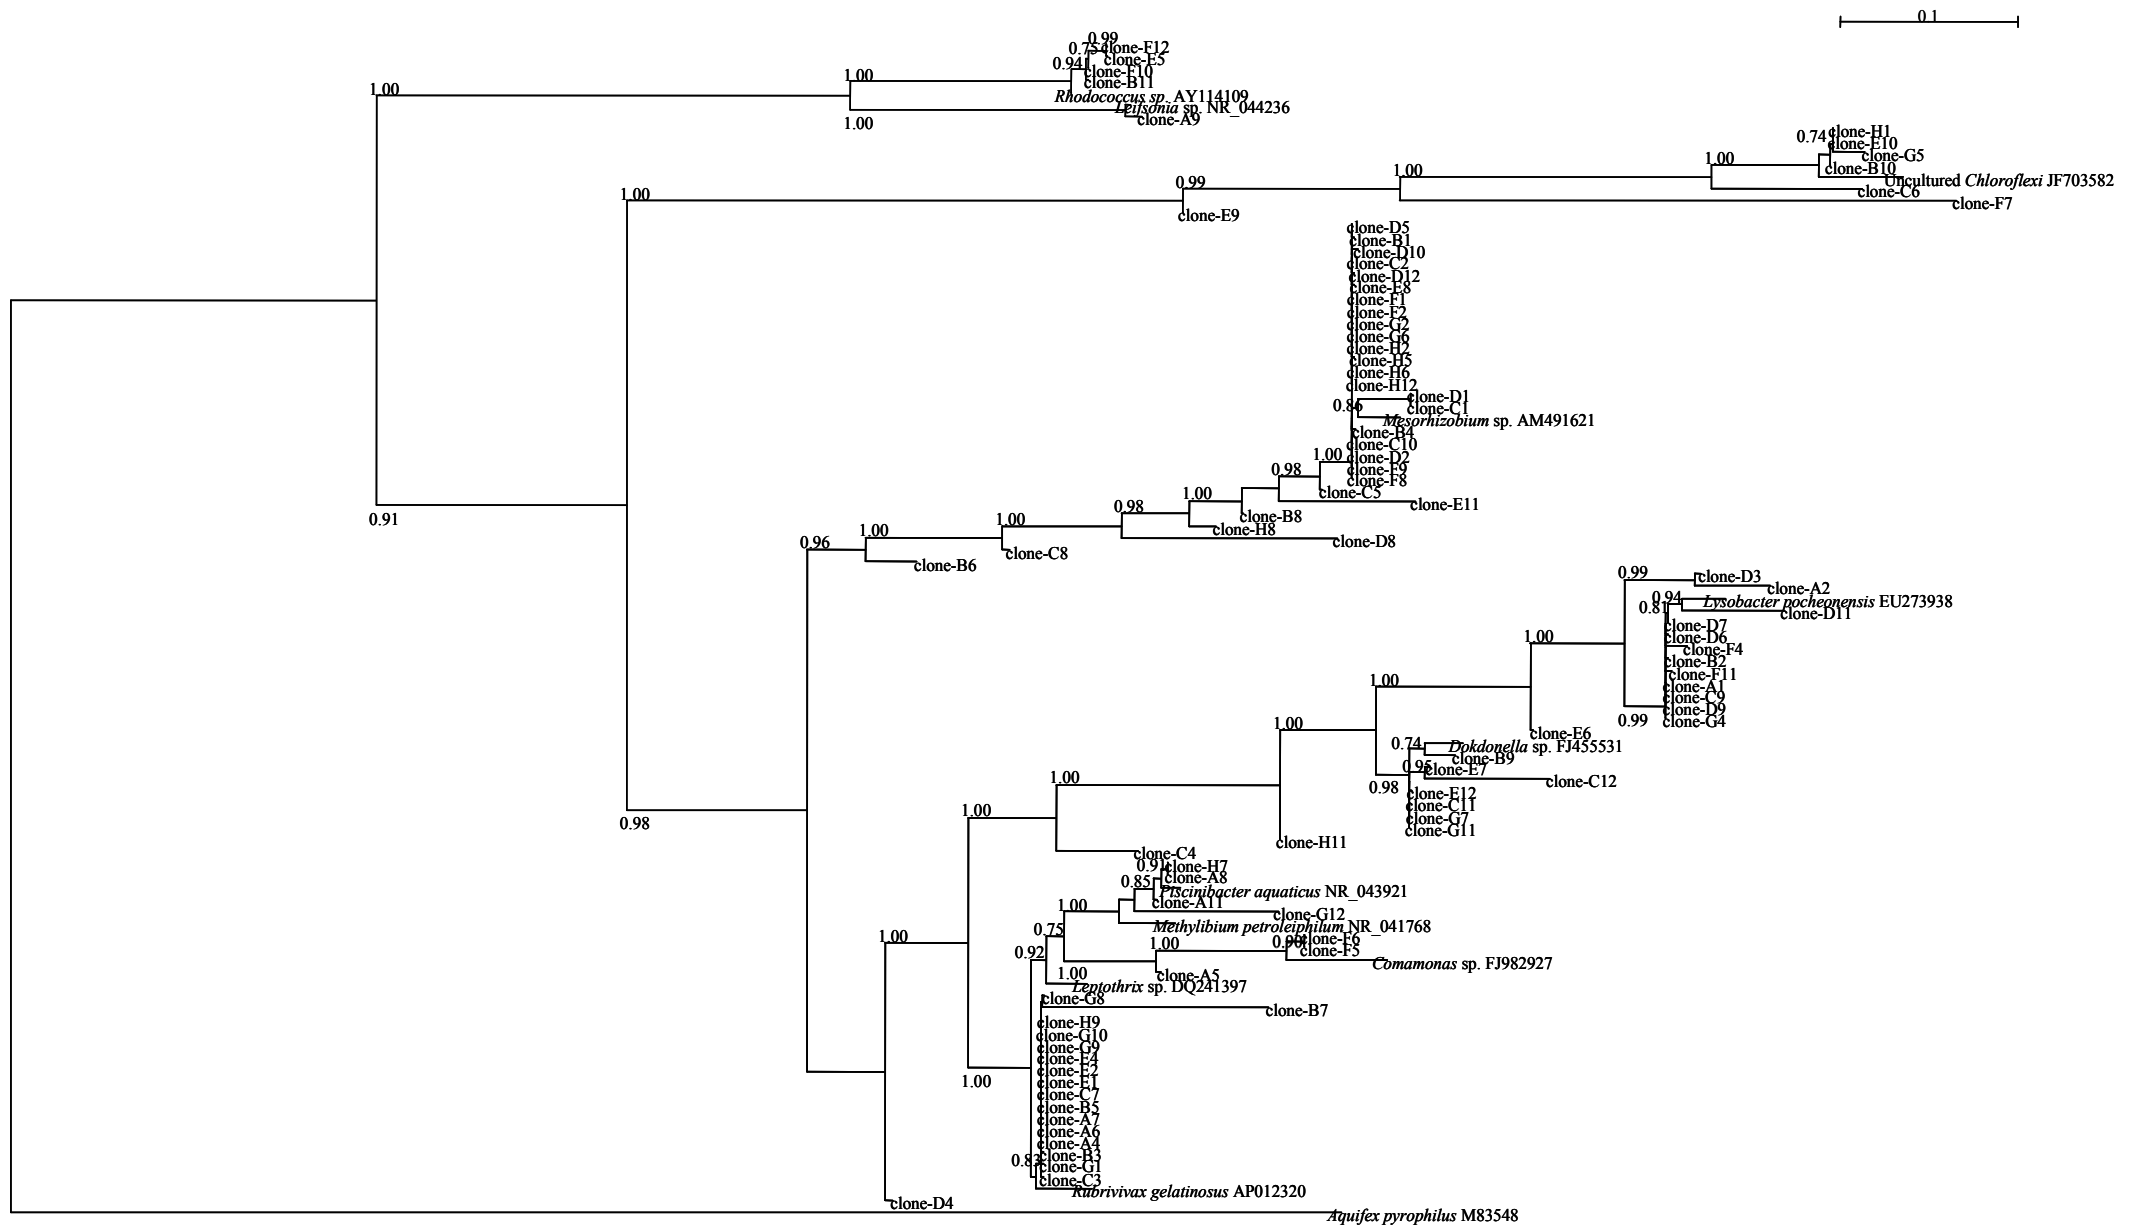 0.1
0.99
0.75 clone-F12
clone-E5
0.94
clone-F10
clone-B11
1.00
1.00
Rhodococcus sp. AY114109
Leifsonia sp. NR_044236
clone-A9
1.00
clone-H1
0.74
clone-E10
clone-G5
1.00
clone-B10
1.00
Uncultured Chloroflexi JF703582
0.99
clone-C6
1.00
clone-F7
clone-E9
clone-D5
clone-B1
clone-D10
clone-C2
clone-D12
clone-E8
clone-F1
clone-F2
clone-G2
clone-G6
clone-H2
clone-H5
clone-H6
clone-H12
clone-D1
0.86
clone-C1
Mesorhizobium sp. AM491621
clone-B4
clone-C10
1.00
clone-D2
0.98
clone-F9
clone-F8
1.00
clone-C5
0.98
clone-E11
clone-B8
0.91
1.00
1.00
clone-H8
0.96
clone-D8
clone-C8
clone-B6
0.99
clone-D3
clone-A2
0.94
Lysobacter pocheonensis EU273938
0.81
clone-D11
clone-D7
1.00
clone-D6
clone-F4
clone-B2
clone-F11
1.00
clone-A1
clone-C9
clone-D9
0.99
clone-G4
1.00
clone-E6
0.74
Dokdonella sp. FJ455531
clone-B9
0.95
clone-E7
1.00
clone-C12
0.98
clone-E12
clone-C11
1.00
clone-G7
0.98
clone-G11
clone-H11
clone-C4
0.91
clone-H7
clone-A8
0.85
Piscinibacter aquaticus NR_043921
clone-A11
1.00
clone-G12
Methylibium petroleiphilum NR_041768
0.75
1.00
1.00
0.90
clone-F6
0.92
clone-F5
Comamonas sp. FJ982927
1.00
clone-A5
Leptothrix sp. DQ241397
clone-G8
clone-B7
clone-H9
clone-G10
clone-G9
clone-E4
clone-E2
1.00
clone-E1
clone-C7
clone-B5
clone-A7
clone-A6
clone-A4
clone-B3
0.83
clone-G1
clone-C3
Rubrivivax gelatinosus AP012320
clone-D4
Aquifex pyrophilus M83548